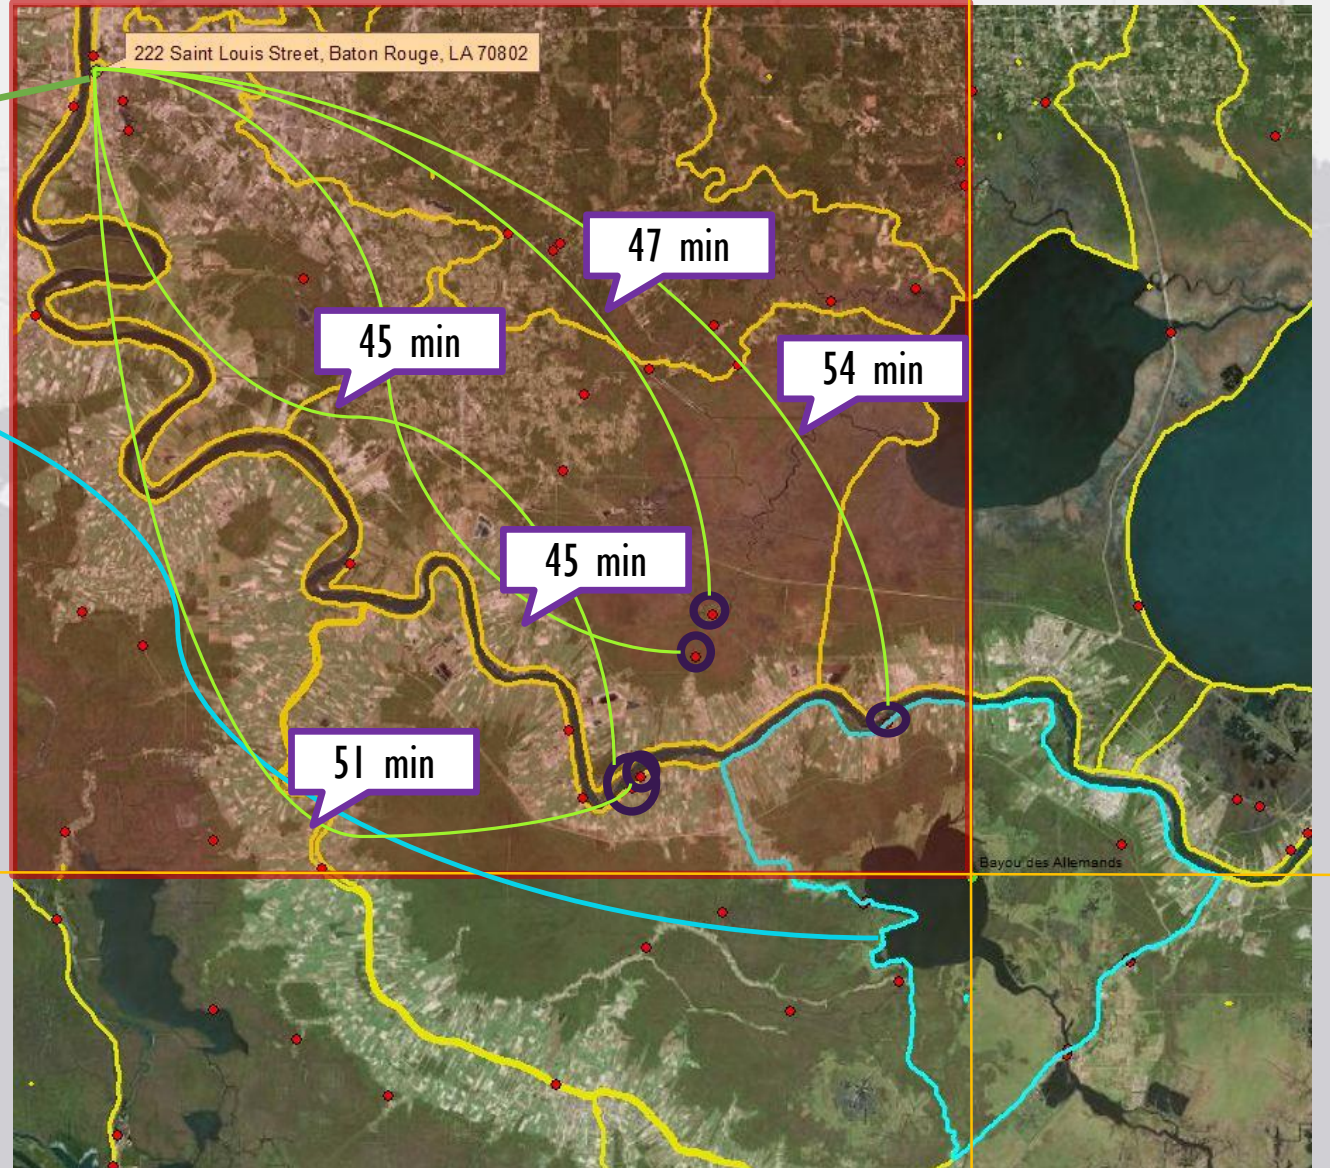 222 Saint Louis Street, Baton Rouge, LA 70802
47 min
45 min
54 min
45 min
51 min
Bayou des Allemands